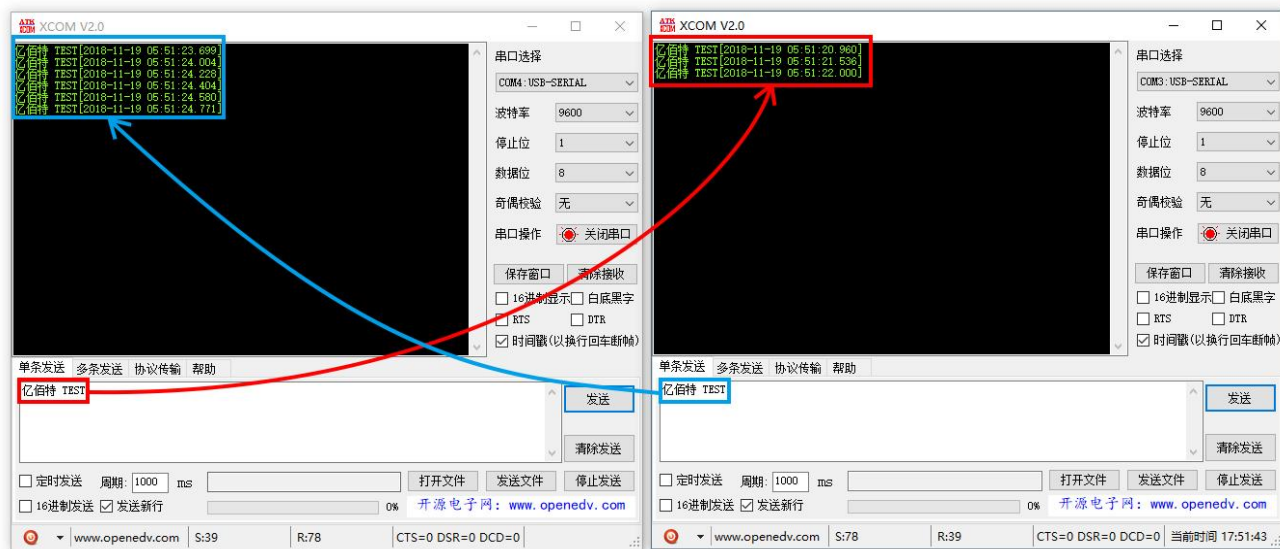 XCOM V2.0
亿佰特 TEST[2018-11-19 05:51:23.699]
亿佰特 TEST[2018-11-19 05:51:24.004]
亿佰特 TEST[2018-11-19 05:51:24.228]
亿佰特 TEST[2018-11-19 05:51:24.404]
亿佰特 TEST[2018-11-19 05:51:24.580]
亿佰特 TEST[2018-11-19 05:51:24.771]
串口选择
COM4:USB-SERIAL
波特率 9600
停止位 1
数据位 8
奇偶校验 无
串口操作 关闭串口
保存窗口 清除接收
16进制显示 白底黑字
RTS DTR
时间戳(以换行回车断帧)
单条发送 多条发送 协议传输 帮助
亿佰特 TEST
发送
清除发送
定时发送 周期: 1000 ms 打开文件 发送文件 停止发送
16进制发送 发送新行 0% 开源电子网: www.openedv.com
www.openedv.com S:39 R:78 CTS=0 DSR=0 DCD=0
ATK XCOM XCOM V2.0
亿佰特 TEST[2018-11-19 05:51:20.960]
亿佰特 TEST[2018-11-19 05:51:21.536]
亿佰特 TEST[2018-11-19 05:51:22.000]
串口选择
COM3:USB-SERIAL
波特率 9600
停止位 1
数据位 8
奇偶校验 无
串口操作 关闭串口
保存窗口 清除接收
16进制显示 白底黑字
RTS DTR
时间戳(以换行回车断帧)
单条发送 多条发送 协议传输 帮助
亿佰特 TEST
发送
清除发送
定时发送 周期: 1000 ms 打开文件 发送文件 停止发送
16进制发送 发送新行 0% 开源电子网: www.openedv.com
www.openedv.com S:78 R:39 CTS=0 DSR=0 DCD=0 当前时间 17:51:43